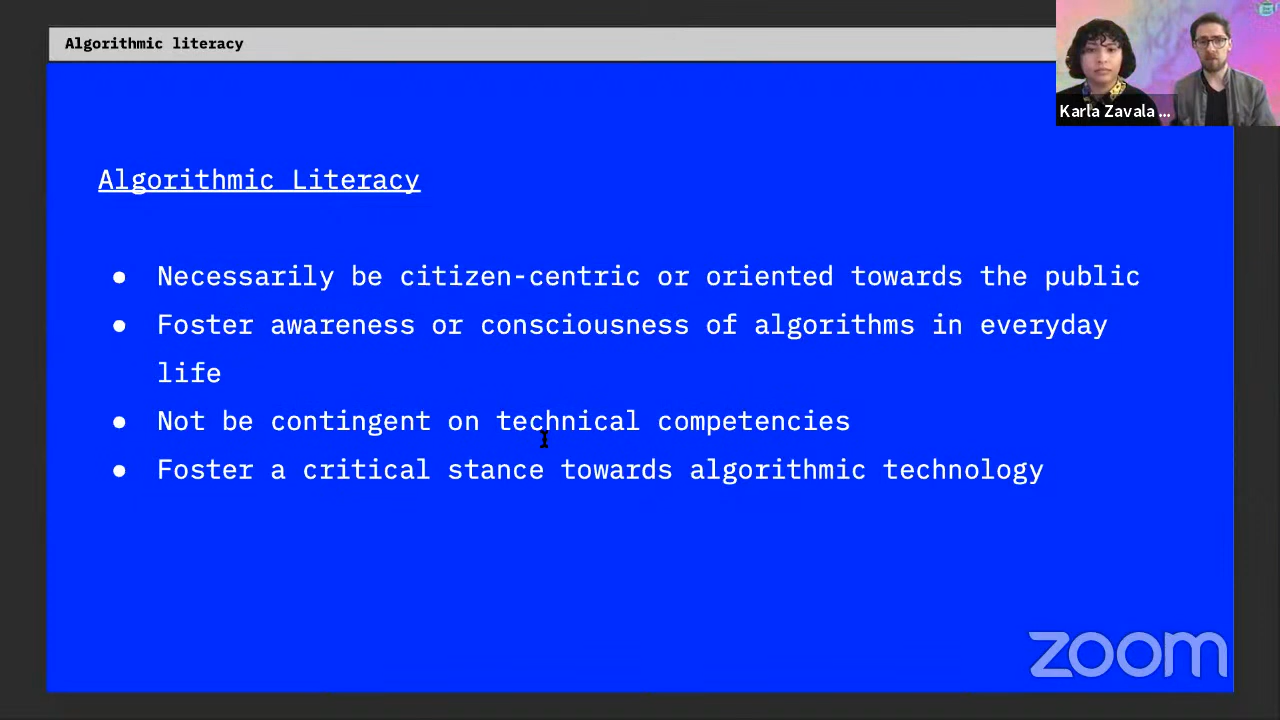 Algorithmic literacy
Karla Zavala ...
Algorithmic Literacy
● Necessarily be citizen-centric or oriented towards the public
● Foster awareness or consciousness of algorithms in everyday
life
● Not be contingent on technical competencies
● Foster a critical stance towards algorithmic technology
zoom